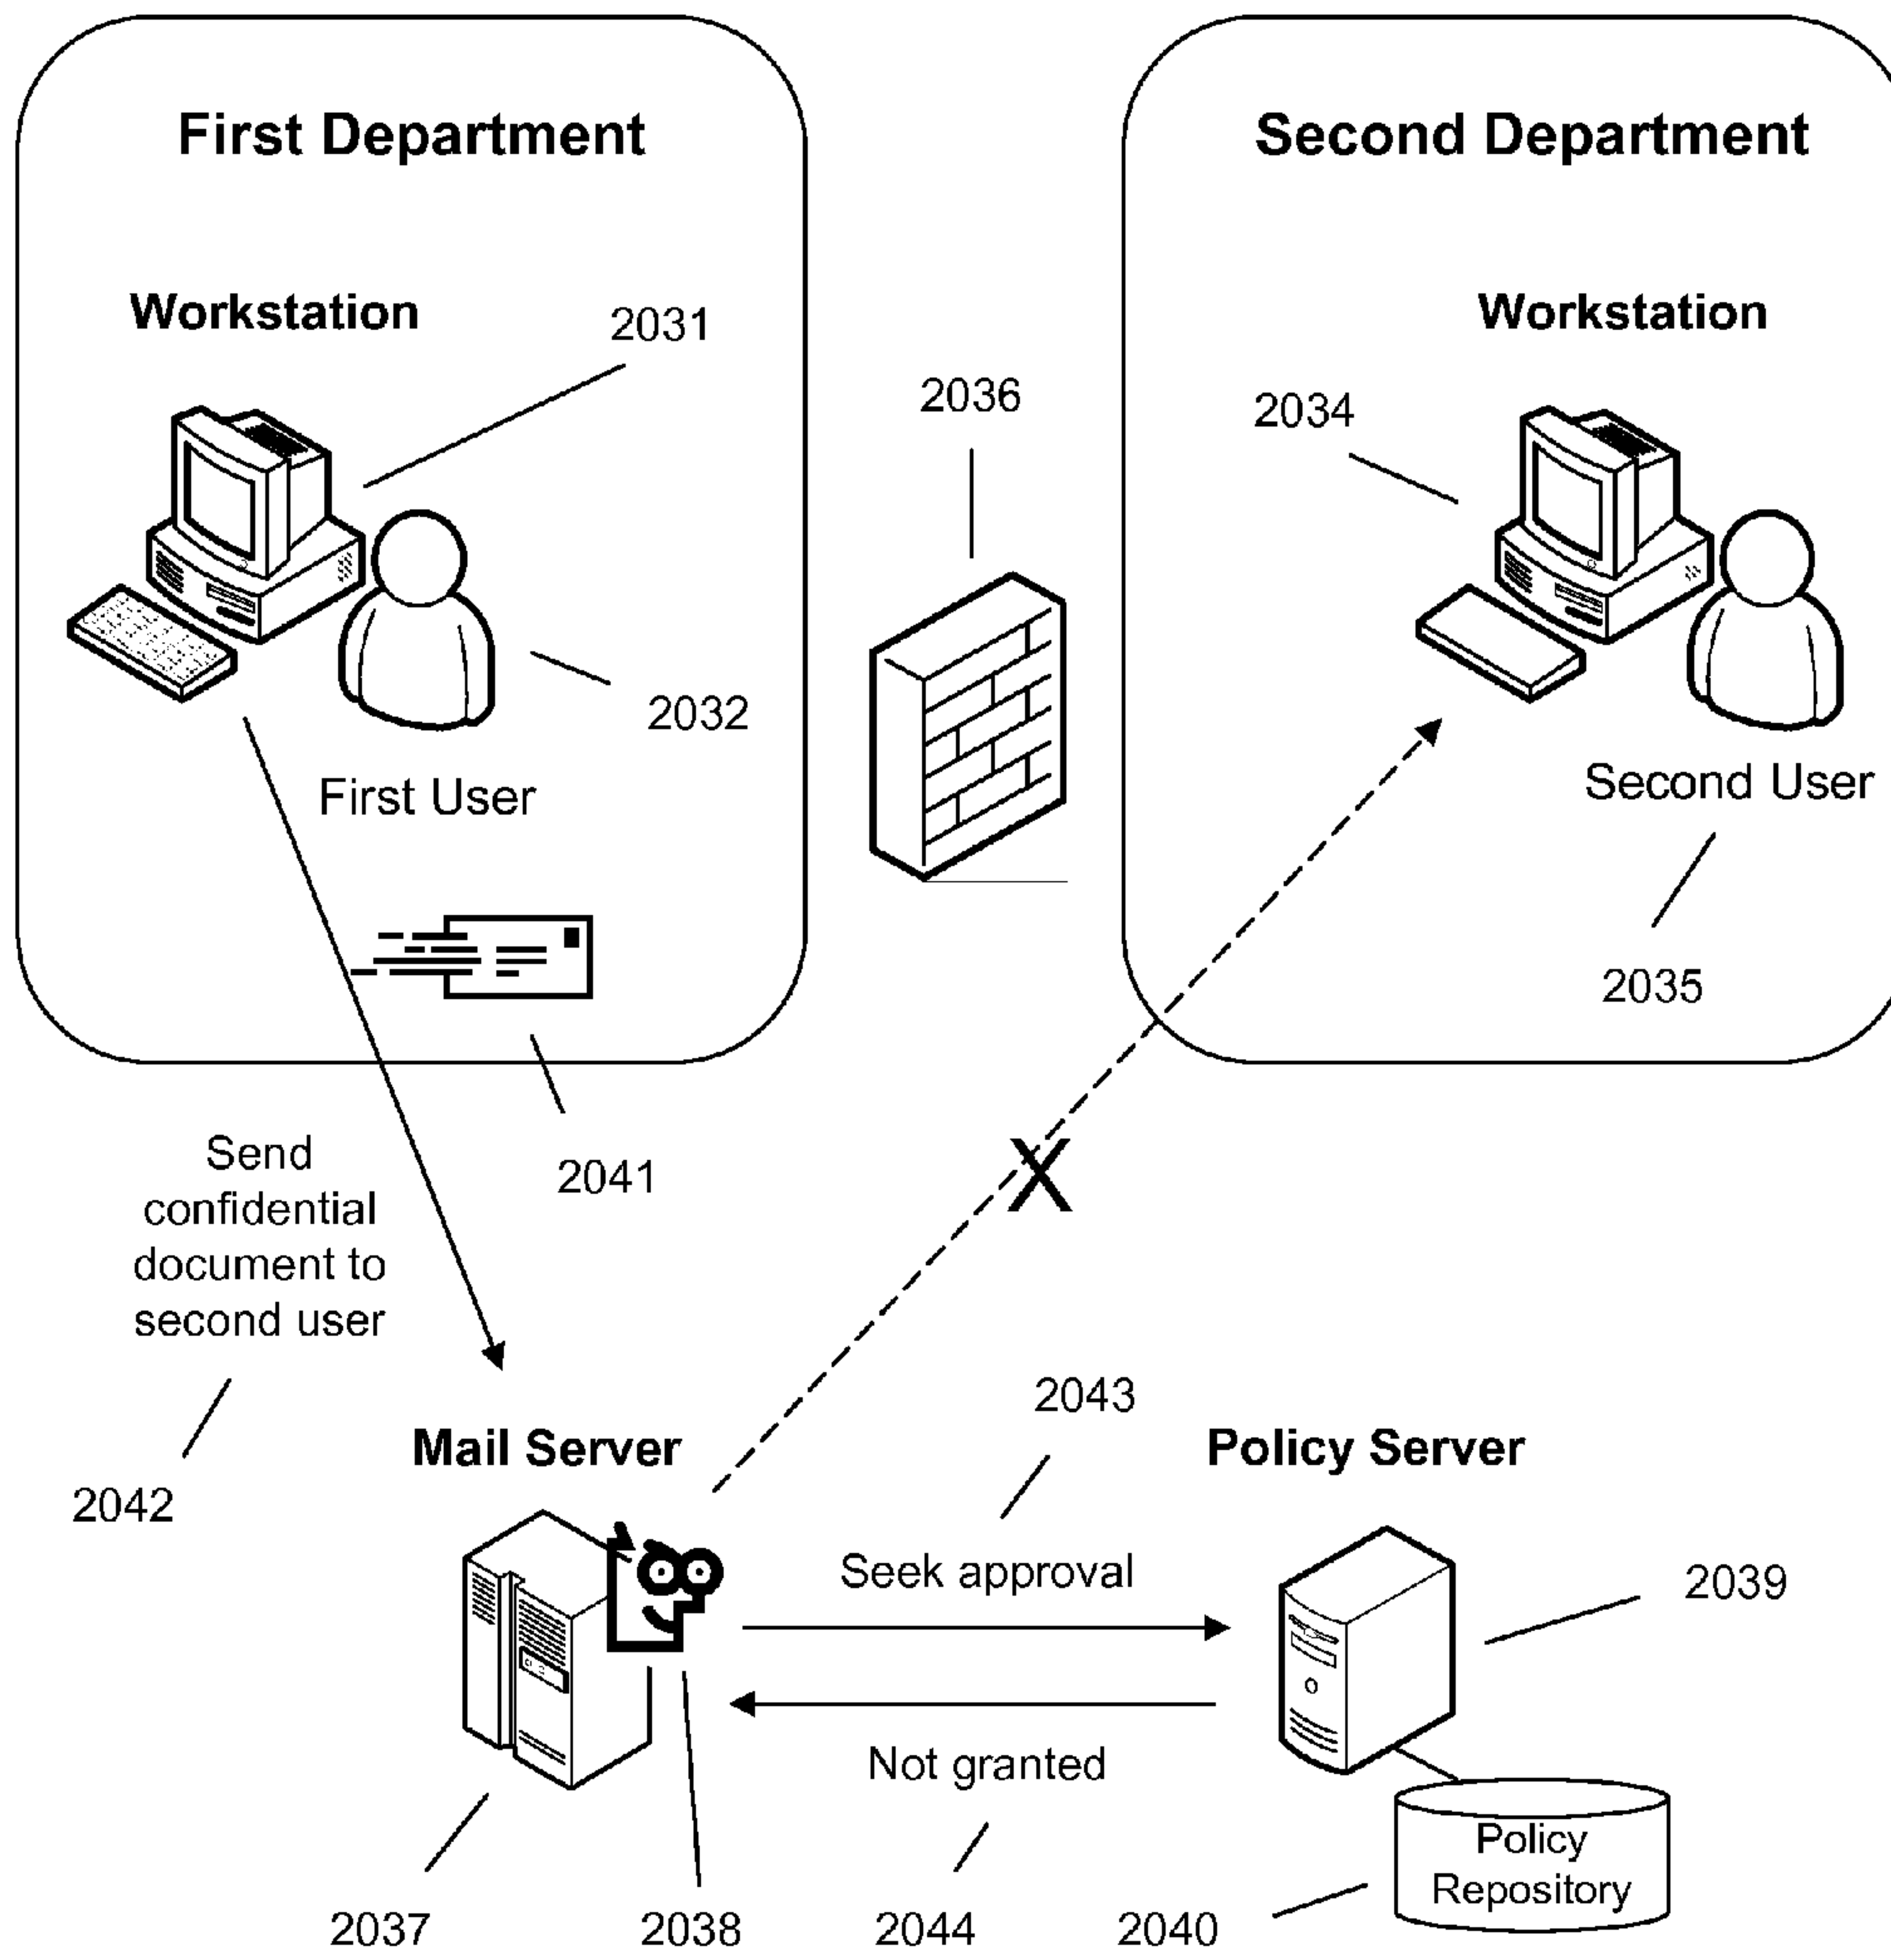 First Department
Second Department
Workstation
2031
Workstation
2036
2034
2032
First User
Second User
2035
Send
confidential
document to
second user
2041
X
2043
Mail Server
Policy Server
2042
Seek approval
2039
Not granted
Policy
Repository
2037
2038
2044
2040